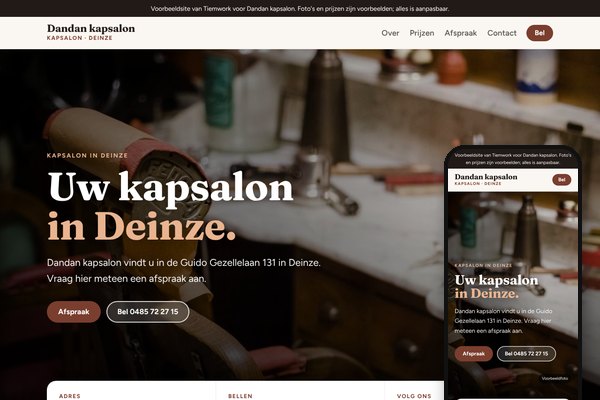 Voorbeeldsite van Tiemwork voor Dandan kapsalon. Foto's en prijzen zijn voorbeelden; alles is aanpasbaar.
Dandan kapsalon
KAPSALON · DEINZE
Over Prijzen Afspraak Contact Bel
KAPSALON IN DEINZE
Uw kapsalon
in Deinze.
Dandan kapsalon vindt u in de Guido Gezellelaan 131 in Deinze.
Vraag hier meteen een afspraak aan.
Afspraak Bel 0485 72 27 15
ADRES BELLEN VOLG ONS
Voorbeeldsite van Tiemwork voor Dandan kapsalon. Foto's
en prijzen zijn voorbeelden; alles is aanpasbaar.
Dandan kapsalon
KAPSALON · DEINZE
Bel
KAPSALON IN DEINZE
Uw kapsalon
in Deinze.
Dandan kapsalon vindt u in de Guido
Gezellelaan 131 in Deinze. Vraag hier
meteen een afspraak aan.
Afspraak Bel 0485 72 27 15
Voorbeeldfoto